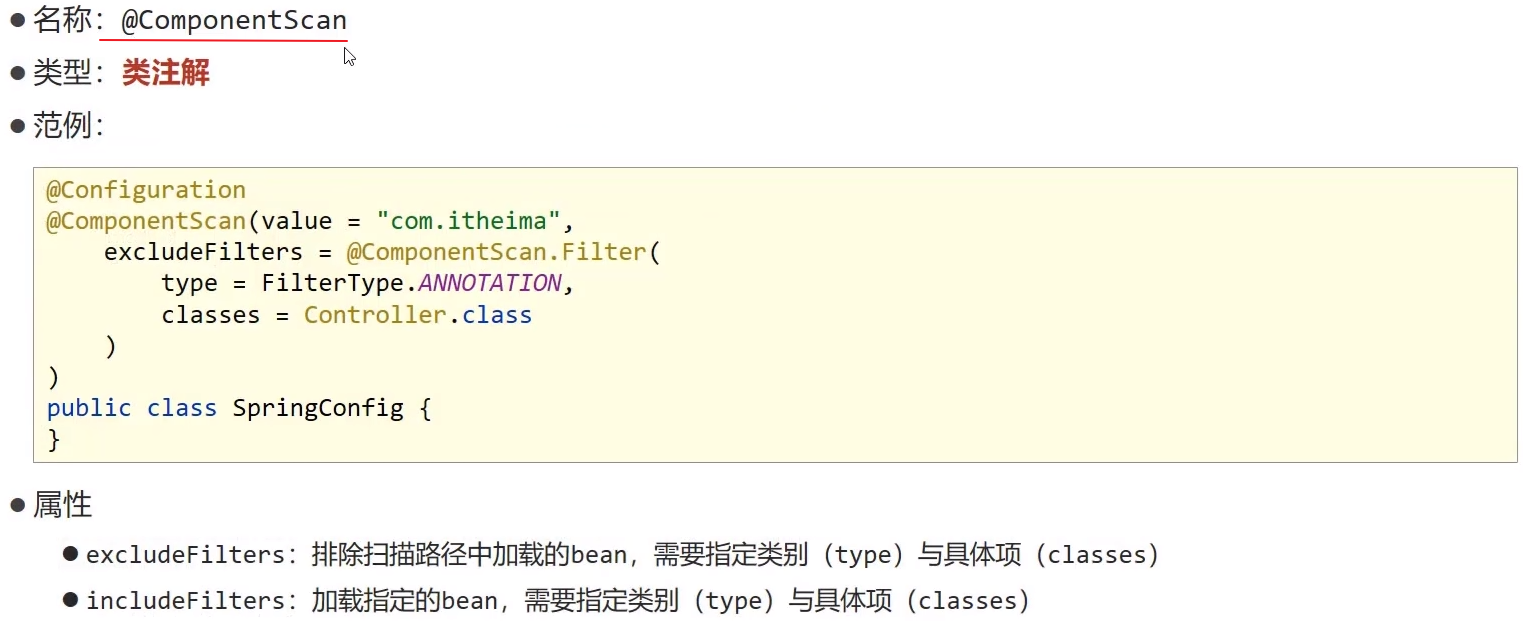 ● 名称：@ComponentScan
● 类型：类注解
● 范例：
@Configuration
@ComponentScan(value = "com.itheima",
    excludeFilters = @ComponentScan.Filter(
        type = FilterType.ANNOTATION,
        classes = Controller.class
    )
)
public class SpringConfig {
}
● 属性
● excludeFilters：排除扫描路径中加载的bean，需要指定类别（type）与具体项（classes）
● includeFilters：加载指定的bean，需要指定类别（type）与具体项（classes）